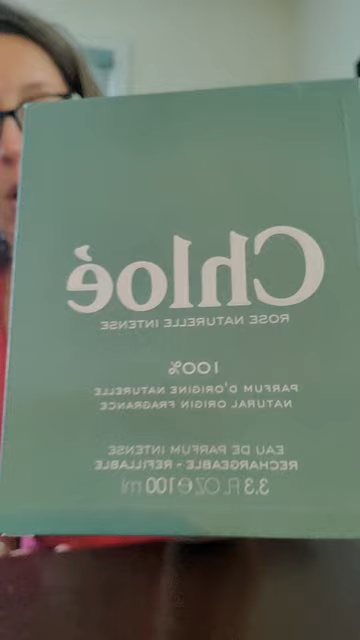 Chloé
ROSE NATURELLE INTENSE
100%
PARFUM D'ORIGINE NATURELLE
NATURAL ORIGIN FRAGRANCE
EAU DE PARFUM INTENSE
RECHARGEABLE - REFILLABLE
3.3 FL.OZ ℮ 100 ml